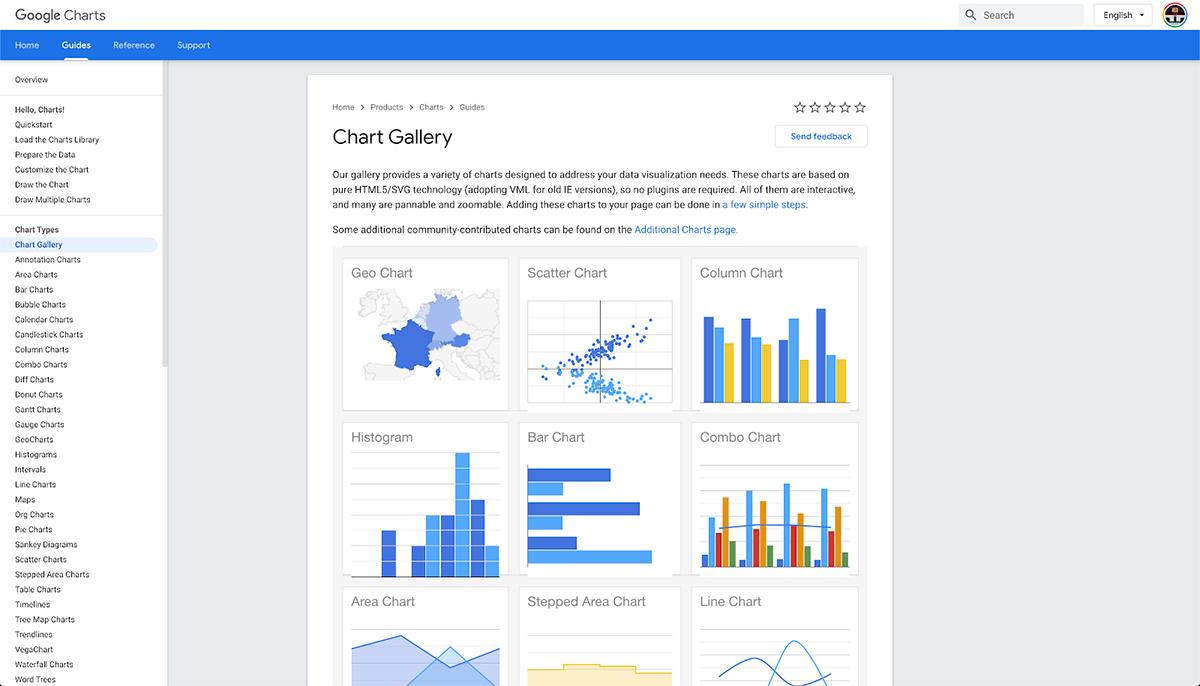 Google Charts
Search
English
Home
Guides
Reference
Support
Overview
Hello, Charts!
Quickstart
Load the Charts Library
Prepare the Data
Customize the Chart
Draw the Chart
Draw Multiple Charts
Chart Types
Chart Gallery
Annotation Charts
Area Charts
Bar Charts
Bubble Charts
Calendar Charts
Candlestick Charts
Column Charts
Combo Charts
Diff Charts
Donut Charts
Gantt Charts
Gauge Charts
GeoCharts
Histograms
Intervals
Line Charts
Maps
Org Charts
Pie Charts
Sankey Diagrams
Scatter Charts
Stepped Area Charts
Table Charts
Timelines
Tree Map Charts
Trendlines
VegaChart
Waterfall Charts
Word Trees
Home > Products > Charts > Guides
Chart Gallery
Send feedback
Our gallery provides a variety of charts designed to address your data visualization needs. These charts are based on
pure HTML5/SVG technology (adopting VML for old IE versions), so no plugins are required. All of them are interactive,
and many are pannable and zoomable. Adding these charts to your page can be done in a few simple steps.
Some additional community-contributed charts can be found on the Additional Charts page.
Geo Chart
Scatter Chart
Column Chart
Histogram
Bar Chart
Combo Chart
Area Chart
Stepped Area Chart
Line Chart